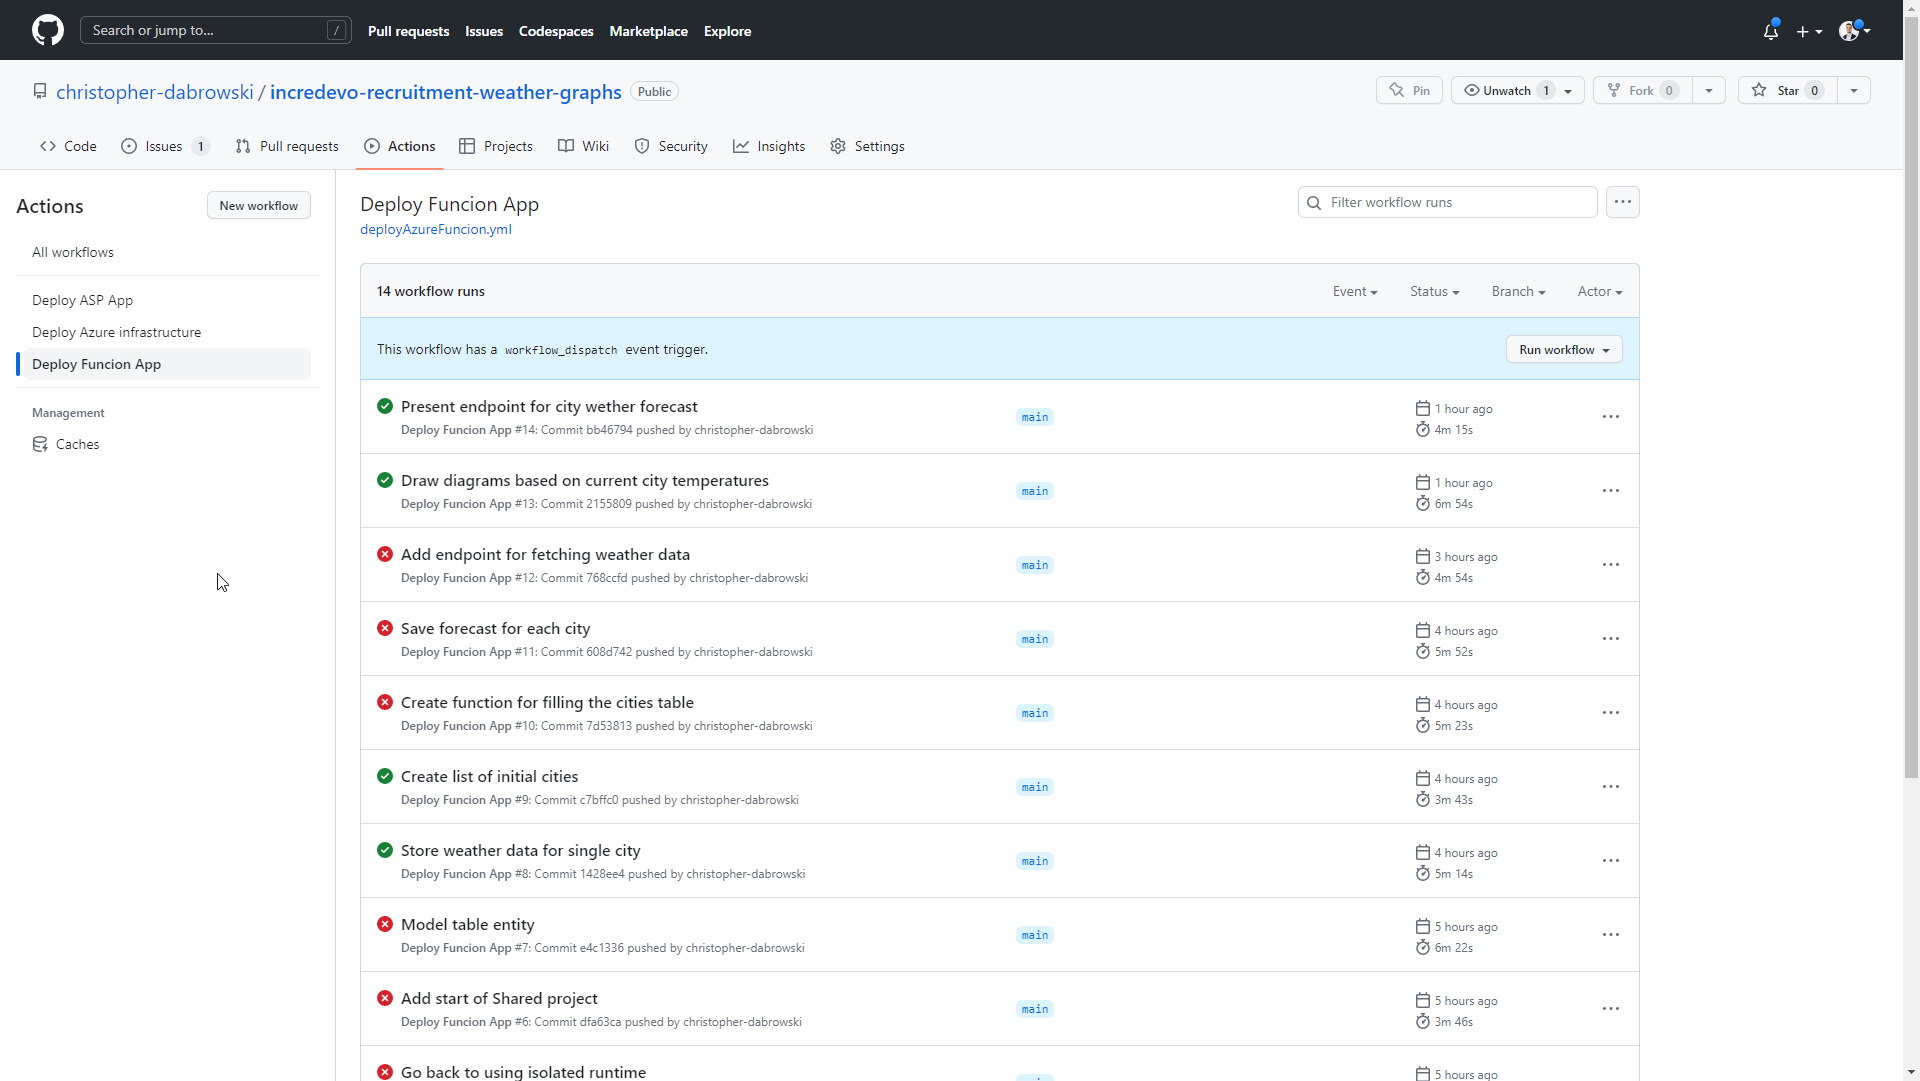 Search or jump to... /
Pull requests Issues Codespaces Marketplace Explore
christopher-dabrowski / incredevo-recruitment-weather-graphs Public
Pin Unwatch 1 Fork 0 Star 0
Code Issues 1 Pull requests Actions Projects Wiki Security Insights Settings
Actions
New workflow
All workflows
Deploy ASP App
Deploy Azure infrastructure
Deploy Funcion App
Management
Caches
Deploy Funcion App
deployAzureFuncion.yml
Filter workflow runs
14 workflow runs
Event Status Branch Actor
This workflow has a workflow_dispatch event trigger.
Run workflow
Present endpoint for city wether forecast
Deploy Funcion App #14: Commit bb46794 pushed by christopher-dabrowski
main
1 hour ago
4m 15s
Draw diagrams based on current city temperatures
Deploy Funcion App #13: Commit 2155809 pushed by christopher-dabrowski
main
1 hour ago
6m 54s
Add endpoint for fetching weather data
Deploy Funcion App #12: Commit 768ccfd pushed by christopher-dabrowski
main
3 hours ago
4m 54s
Save forecast for each city
Deploy Funcion App #11: Commit 608d742 pushed by christopher-dabrowski
main
4 hours ago
5m 52s
Create function for filling the cities table
Deploy Funcion App #10: Commit 7d53813 pushed by christopher-dabrowski
main
4 hours ago
5m 23s
Create list of initial cities
Deploy Funcion App #9: Commit c7bffc0 pushed by christopher-dabrowski
main
4 hours ago
3m 43s
Store weather data for single city
Deploy Funcion App #8: Commit 1428ee4 pushed by christopher-dabrowski
main
4 hours ago
5m 14s
Model table entity
Deploy Funcion App #7: Commit e4c1336 pushed by christopher-dabrowski
main
5 hours ago
6m 22s
Add start of Shared project
Deploy Funcion App #6: Commit dfa63ca pushed by christopher-dabrowski
main
5 hours ago
3m 46s
Go back to using isolated runtime
5 hours ago